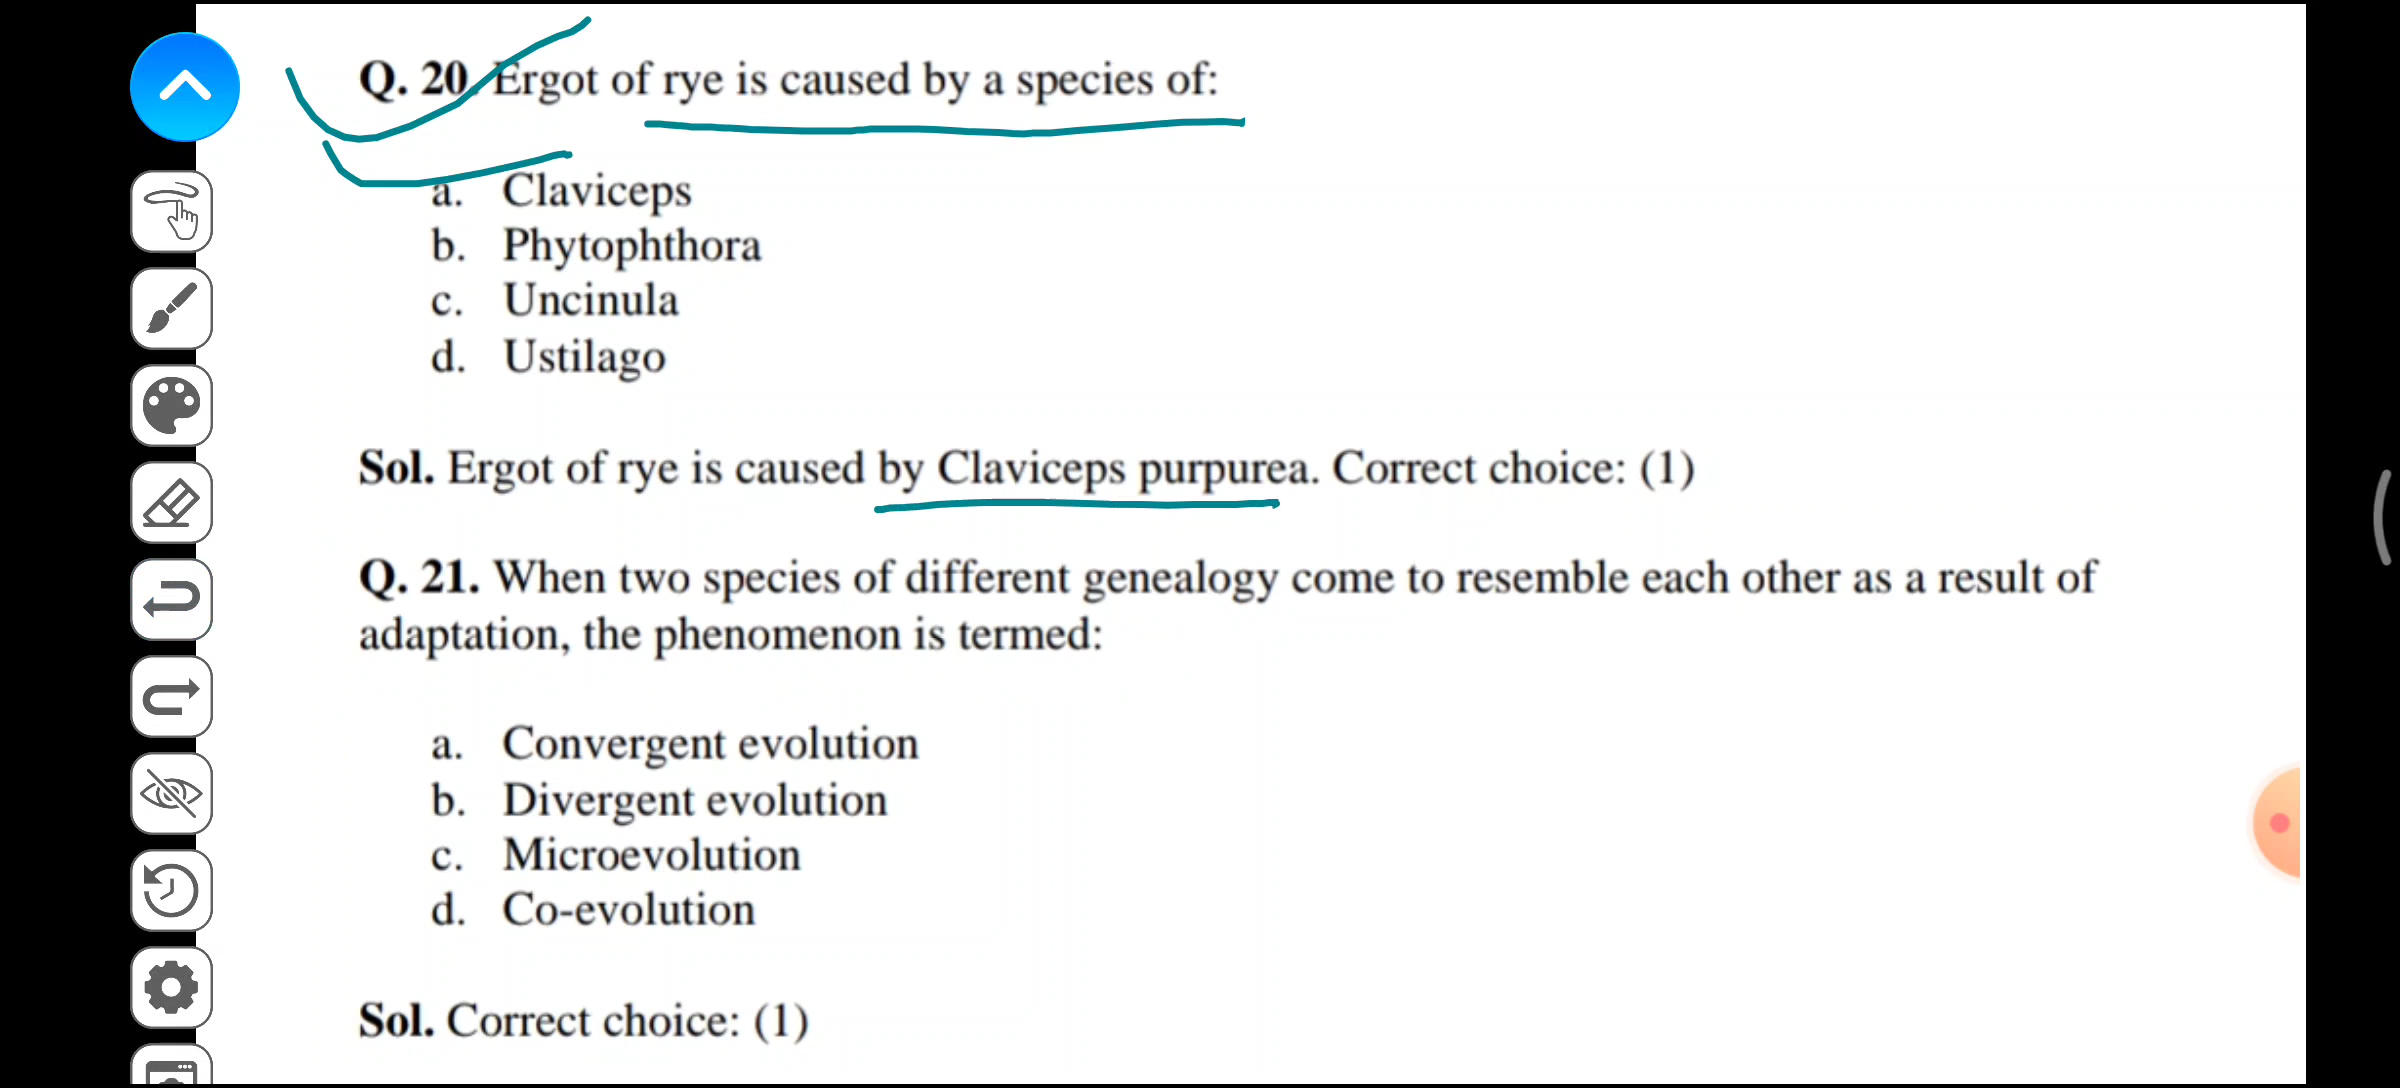 Q. 20. Ergot of rye is caused by a species of:
a. Claviceps
b. Phytophthora
c. Uncinula
d. Ustilago
Sol. Ergot of rye is caused by Claviceps purpurea. Correct choice: (1)
Q. 21. When two species of different genealogy come to resemble each other as a result of
adaptation, the phenomenon is termed:
a. Convergent evolution
b. Divergent evolution
c. Microevolution
d. Co-evolution
Sol. Correct choice: (1)